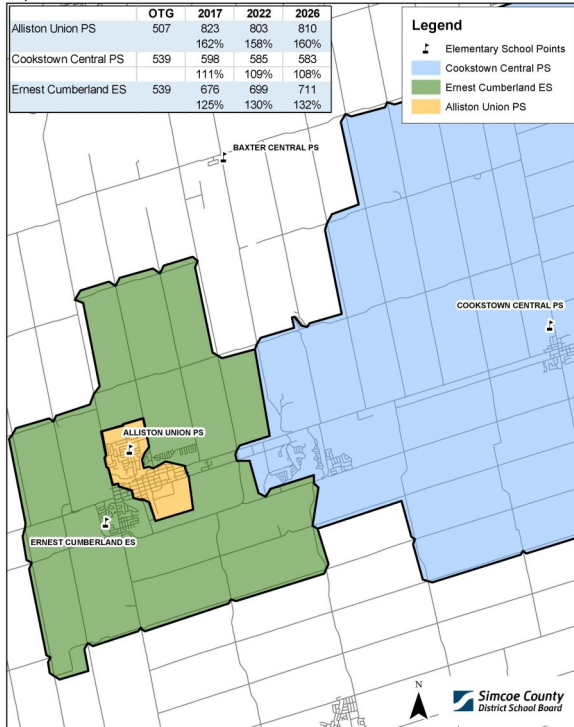 OTG 2017 2022 2026
Alliston Union PS 507 823 803 810
162% 158% 160%
Cookstown Central PS 539 598 585 583
111% 109% 108%
Ernest Cumberland ES 539 676 699 711
125% 130% 132%
Legend
Elementary School Points
Cookstown Central PS
Ernest Cumberland ES
Alliston Union PS
BAXTER CENTRAL PS
COOKSTOWN CENTRAL PS
ALLISTON UNION PS
ERNEST CUMBERLAND ES
N
Simcoe County
District School Board